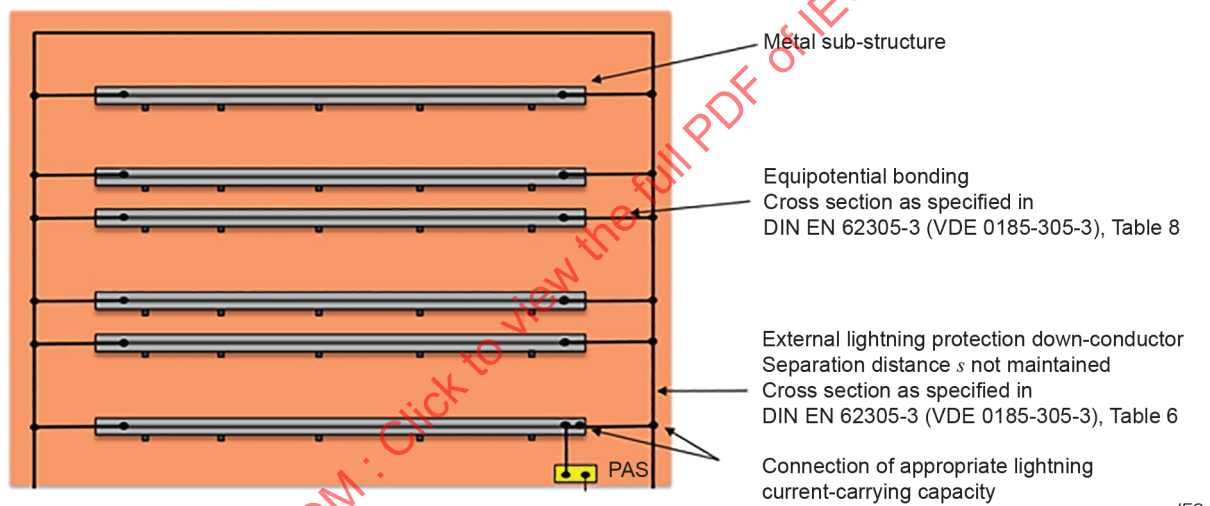 Metal sub-structure
Equipotential bonding
Cross section as specified in
DIN EN 62305-3 (VDE 0185-305-3), Table 8
External lightning protection down-conductor
Separation distance s not maintained
Cross section as specified in
DIN EN 62305-3 (VDE 0185-305-3), Table 6
Connection of appropriate lightning
current-carrying capacity
PAS
OM : Click to view the full PDF of IE